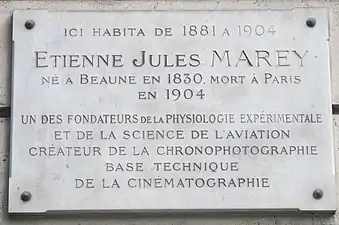 ICI HABITA DE 1881 A 1904
ETIENNE JULES MAREY
NÉ A BEAUNE EN 1830, MORT À PARIS
EN 1904
UN DES FONDATEURS DE LA PHYSIOLOGIE EXPÉRIMENTALE
ET DE LA SCIENCE DE L'AVIATION
CRÉATEUR DE LA CHRONOPHOTOGRAPHIE
BASE TECHNIQUE
DE LA CINÉMATOGRAPHIE